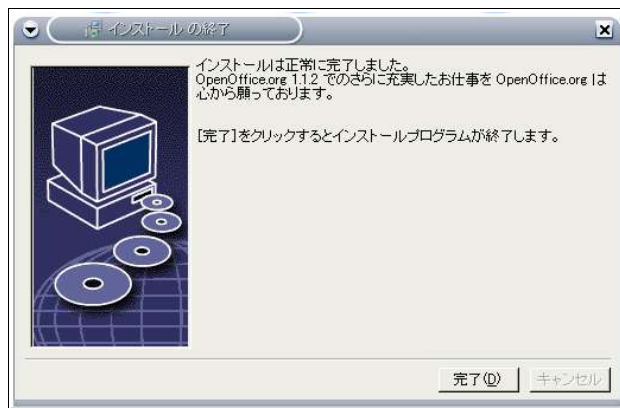 インストール の終了
インストールは正常に完了しました。
OpenOffice.org 1.1.2 でのさらに充実したお仕事を OpenOffice.org は
心から願っております。
[完了]をクリックするとインストールプログラムが終了します。
完了(D)
キャンセル